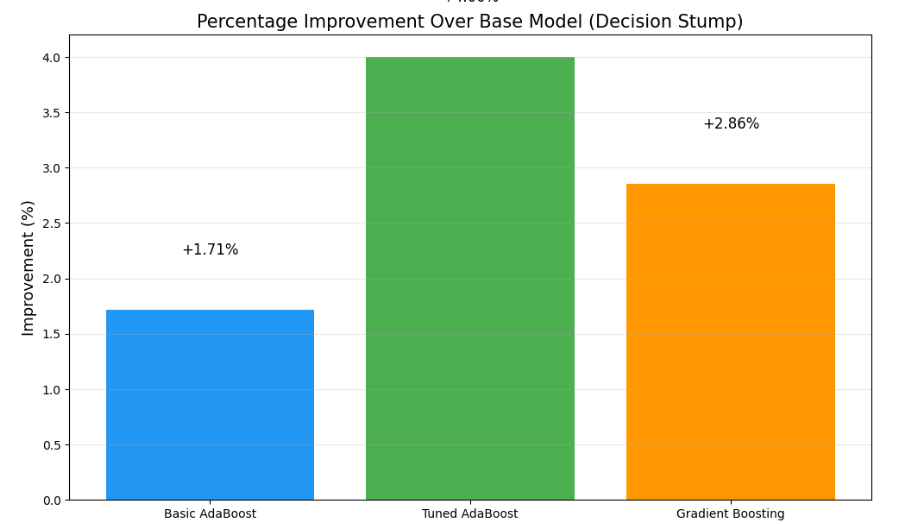 Percentage Improvement Over Base Model (Decision Stump)
Improvement (%)
4.0
3.5
3.0
2.5
2.0
1.5
1.0
0.5
0.0
+1.71%
+2.86%
Basic AdaBoost
Tuned AdaBoost
Gradient Boosting